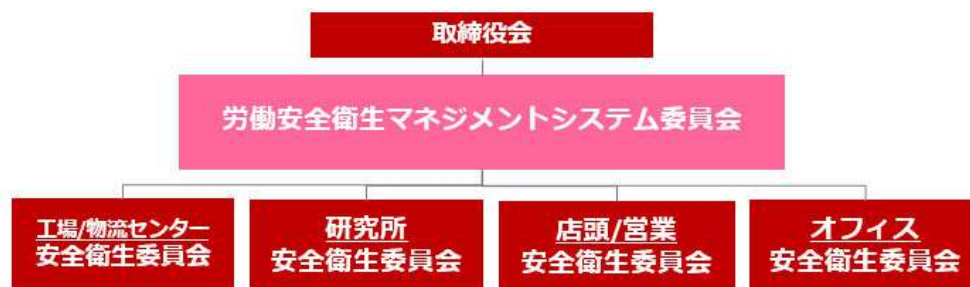 取締役会
労働安全衛生マネジメントシステム委員会
工場/物流センター
安全衛生委員会
研究所
安全衛生委員会
店頭/営業
安全衛生委員会
オフィス
安全衛生委員会